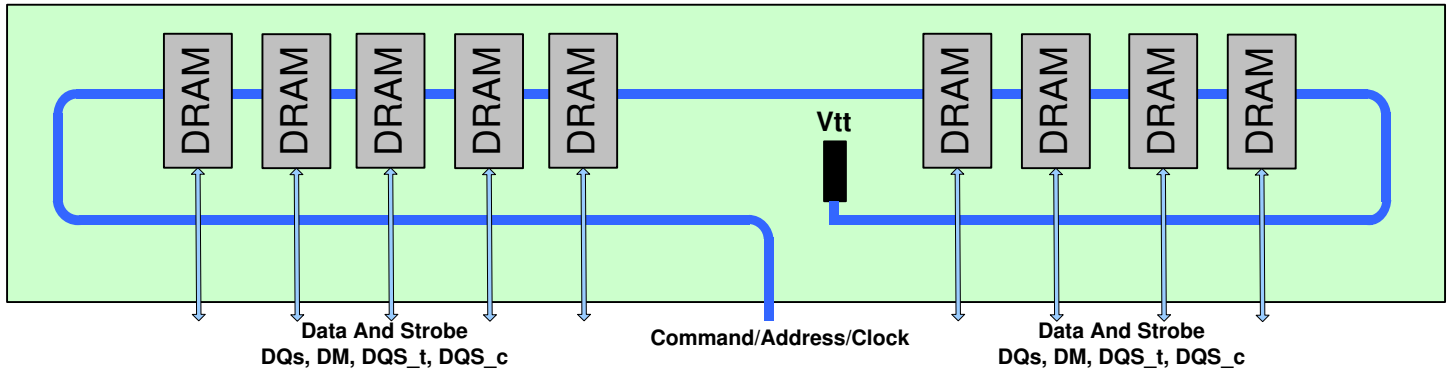 DRAM
DRAM
DRAM
DRAM
DRAM
DRAM
DRAM
DRAM
DRAM
Vtt
Data And Strobe
DQs, DM, DQS_t, DQS_c
Command/Address/Clock
Data And Strobe
DQs, DM, DQS_t, DQS_c